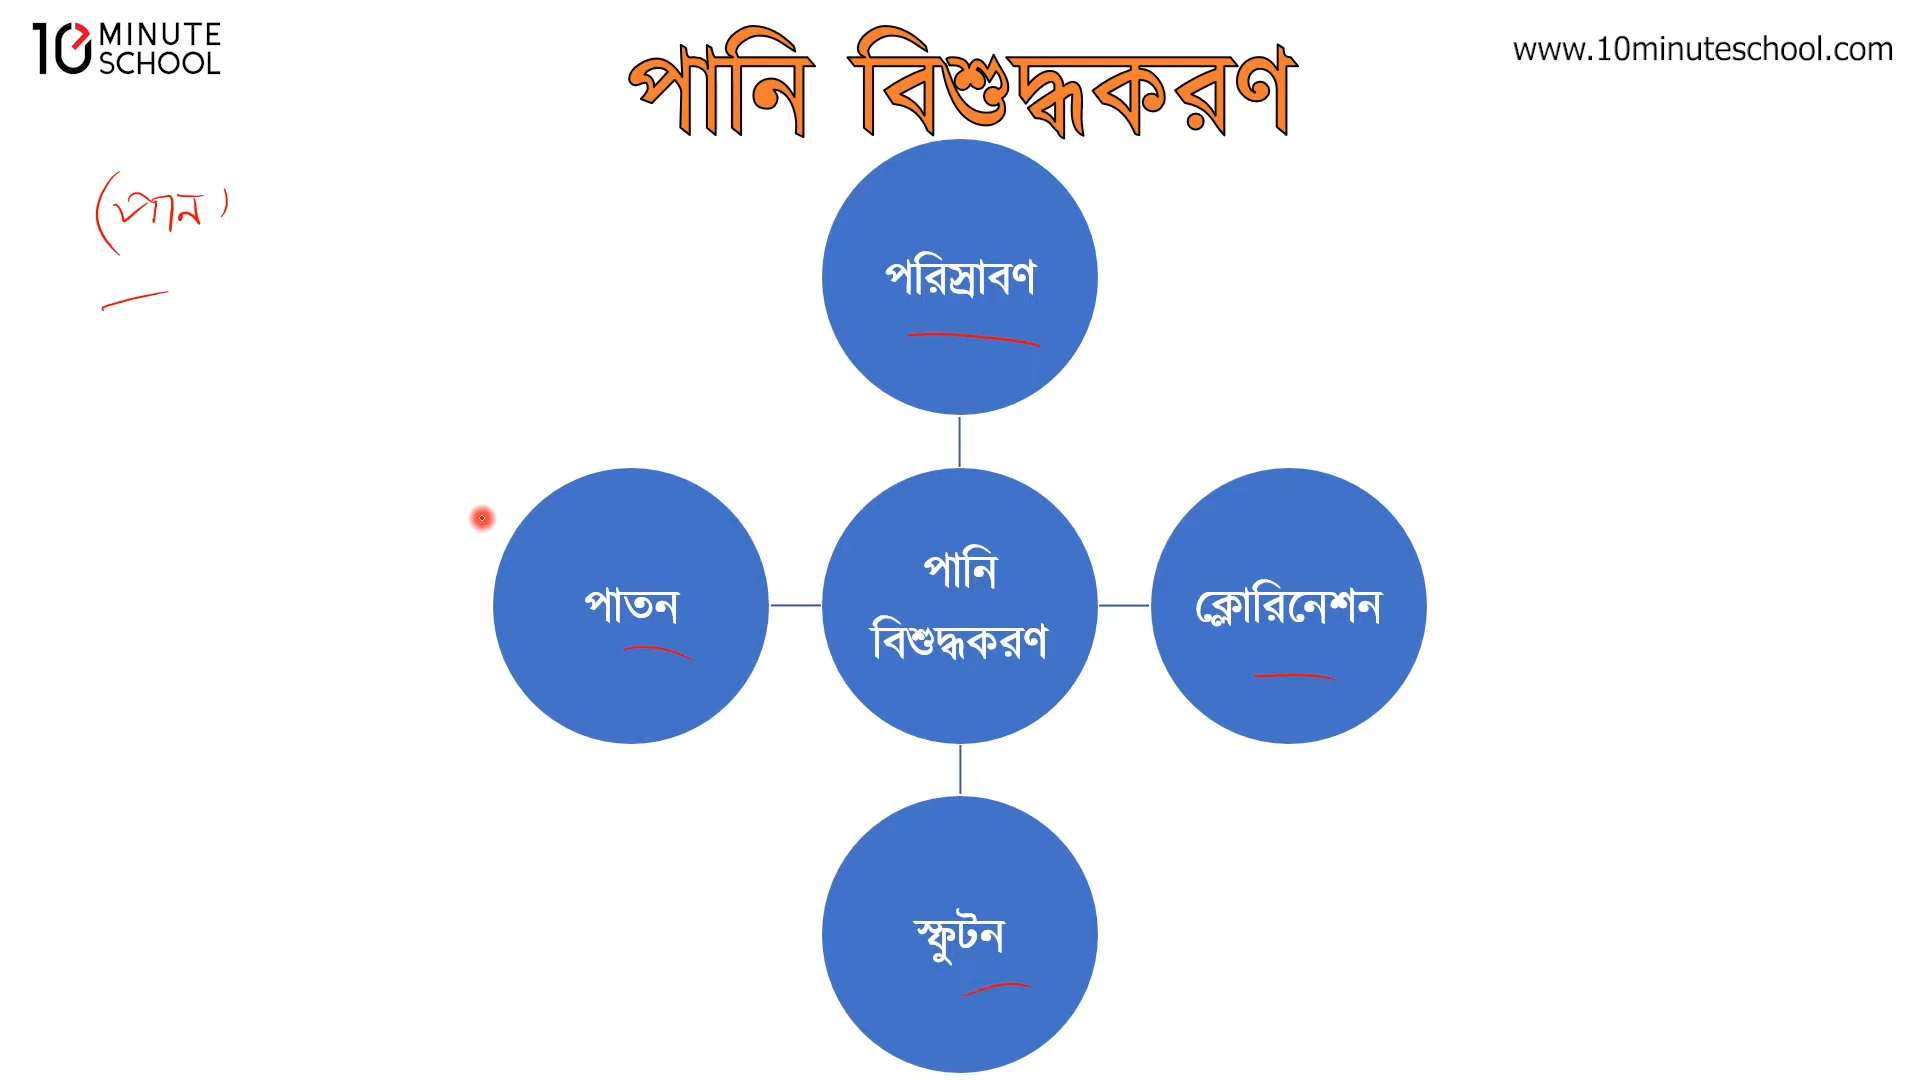 10 MINUTE
SCHOOL
www.10minuteschool.com
পানি বিশুদ্ধকরণ
(পান)
পরিস্রাবণ
পাতন
পানি
বিশুদ্ধকরণ
ক্লোরিনেশন
স্ফুটন